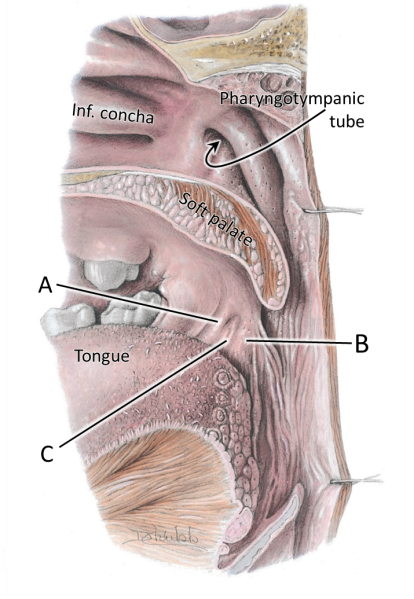 Inf. concha
Pharyngotympanic
tube
Soft palate
A
B
Tongue
C